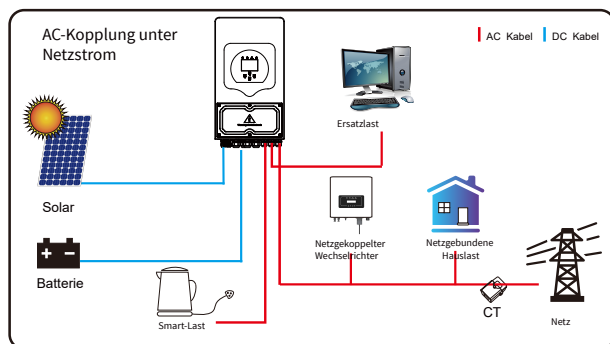 AC-Kopplung unter
Netzstrom
AC Kabel
DC Kabel
Ersatzlast
Solar
Netzgekoppelter
Wechselrichter
Netzgebundene
Hauslast
Batterie
Smart-Last
CT
Netz